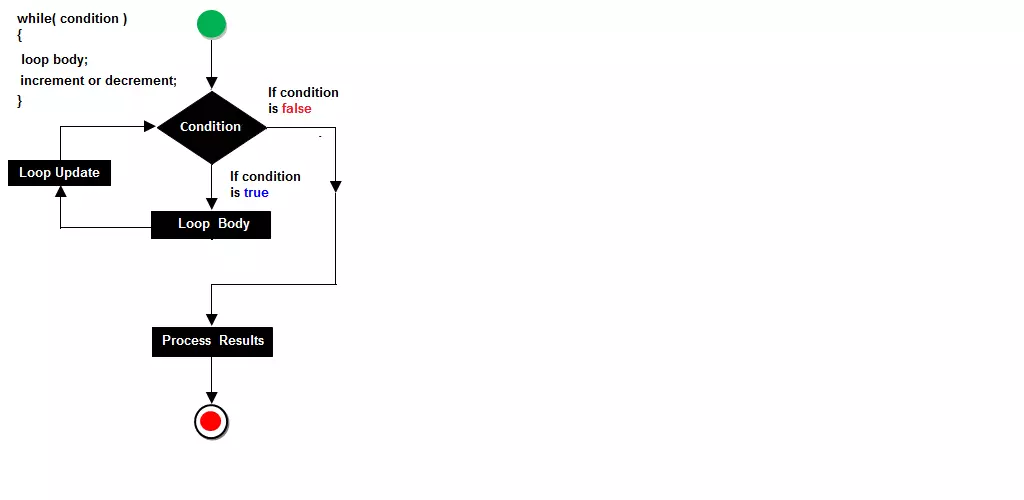 while( condition )
{
loop body;
increment or decrement;
}
If condition
is false
Condition
Loop Update
If condition
is true
Loop Body
Process Results